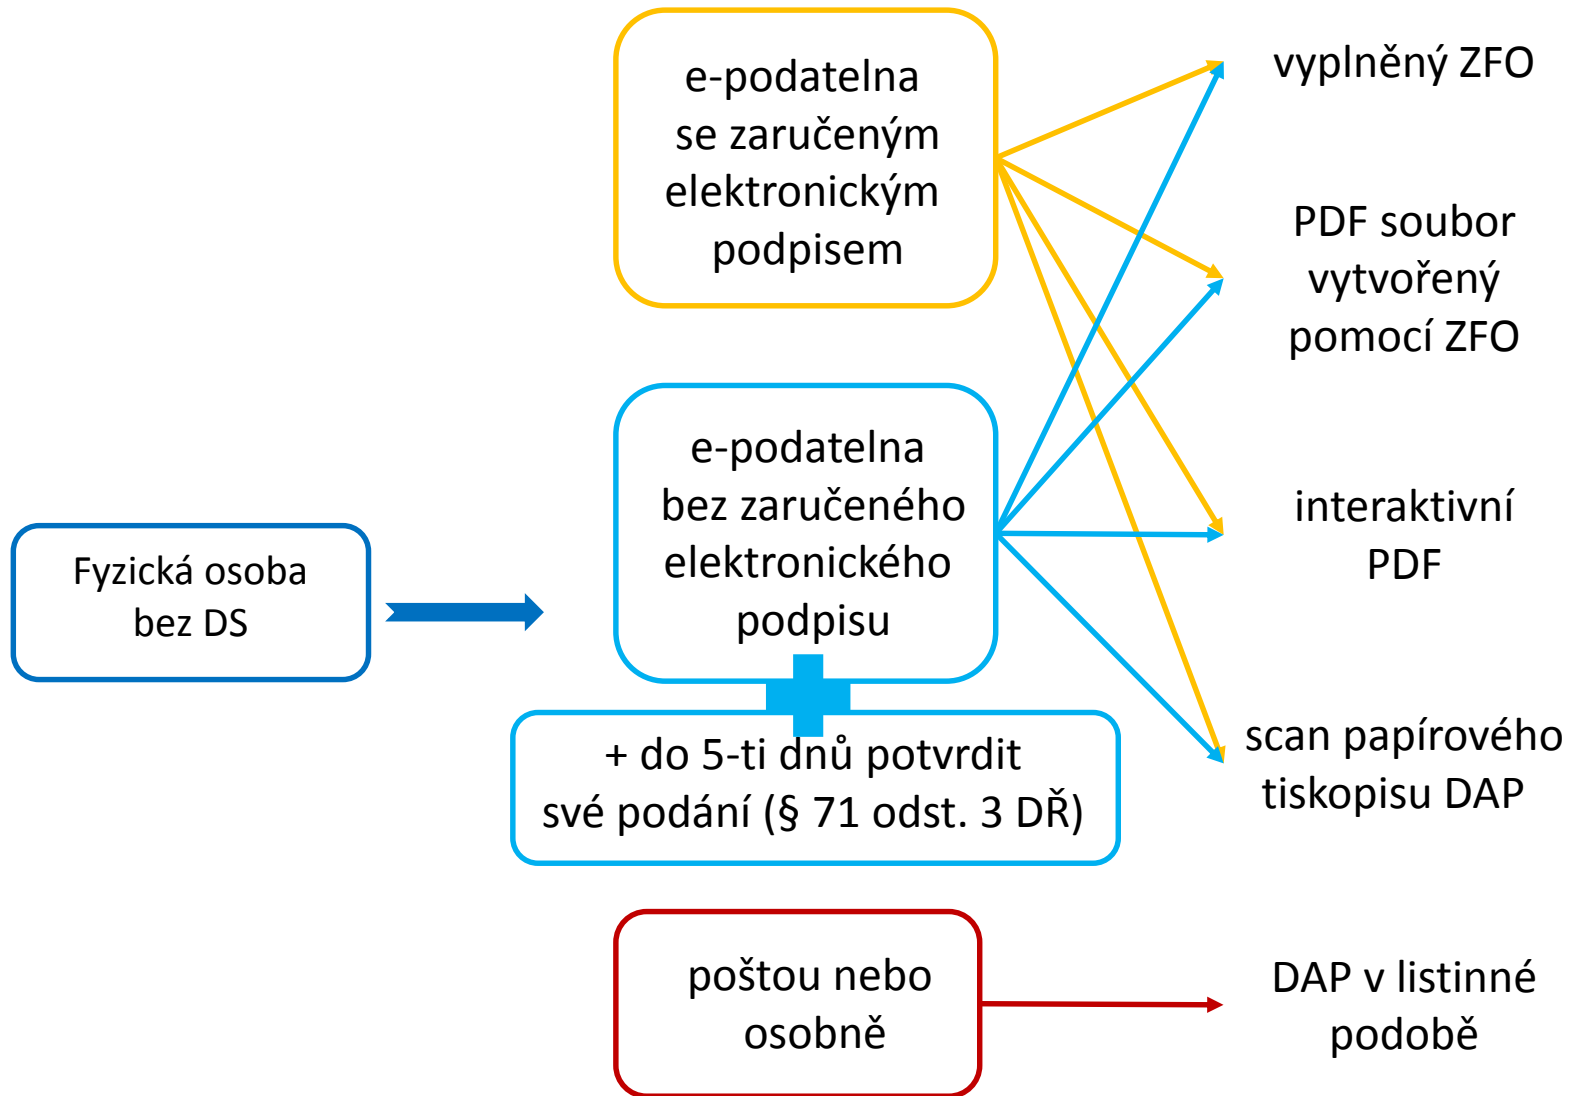 e-podatelna
se zaručeným
elektronickým
podpisem
vyplněný ZFO
PDF soubor
vytvořený
pomocí ZFO
Fyzická osoba
bez DS
e-podatelna
bez zaručeného
elektronického
podpisu
+ do 5-ti dnů potvrdit
své podání (§ 71 odst. 3 DŘ)
interaktivní
PDF
scan papírového
tiskopisu DAP
poštou nebo
osobně
DAP v listinné
podobě